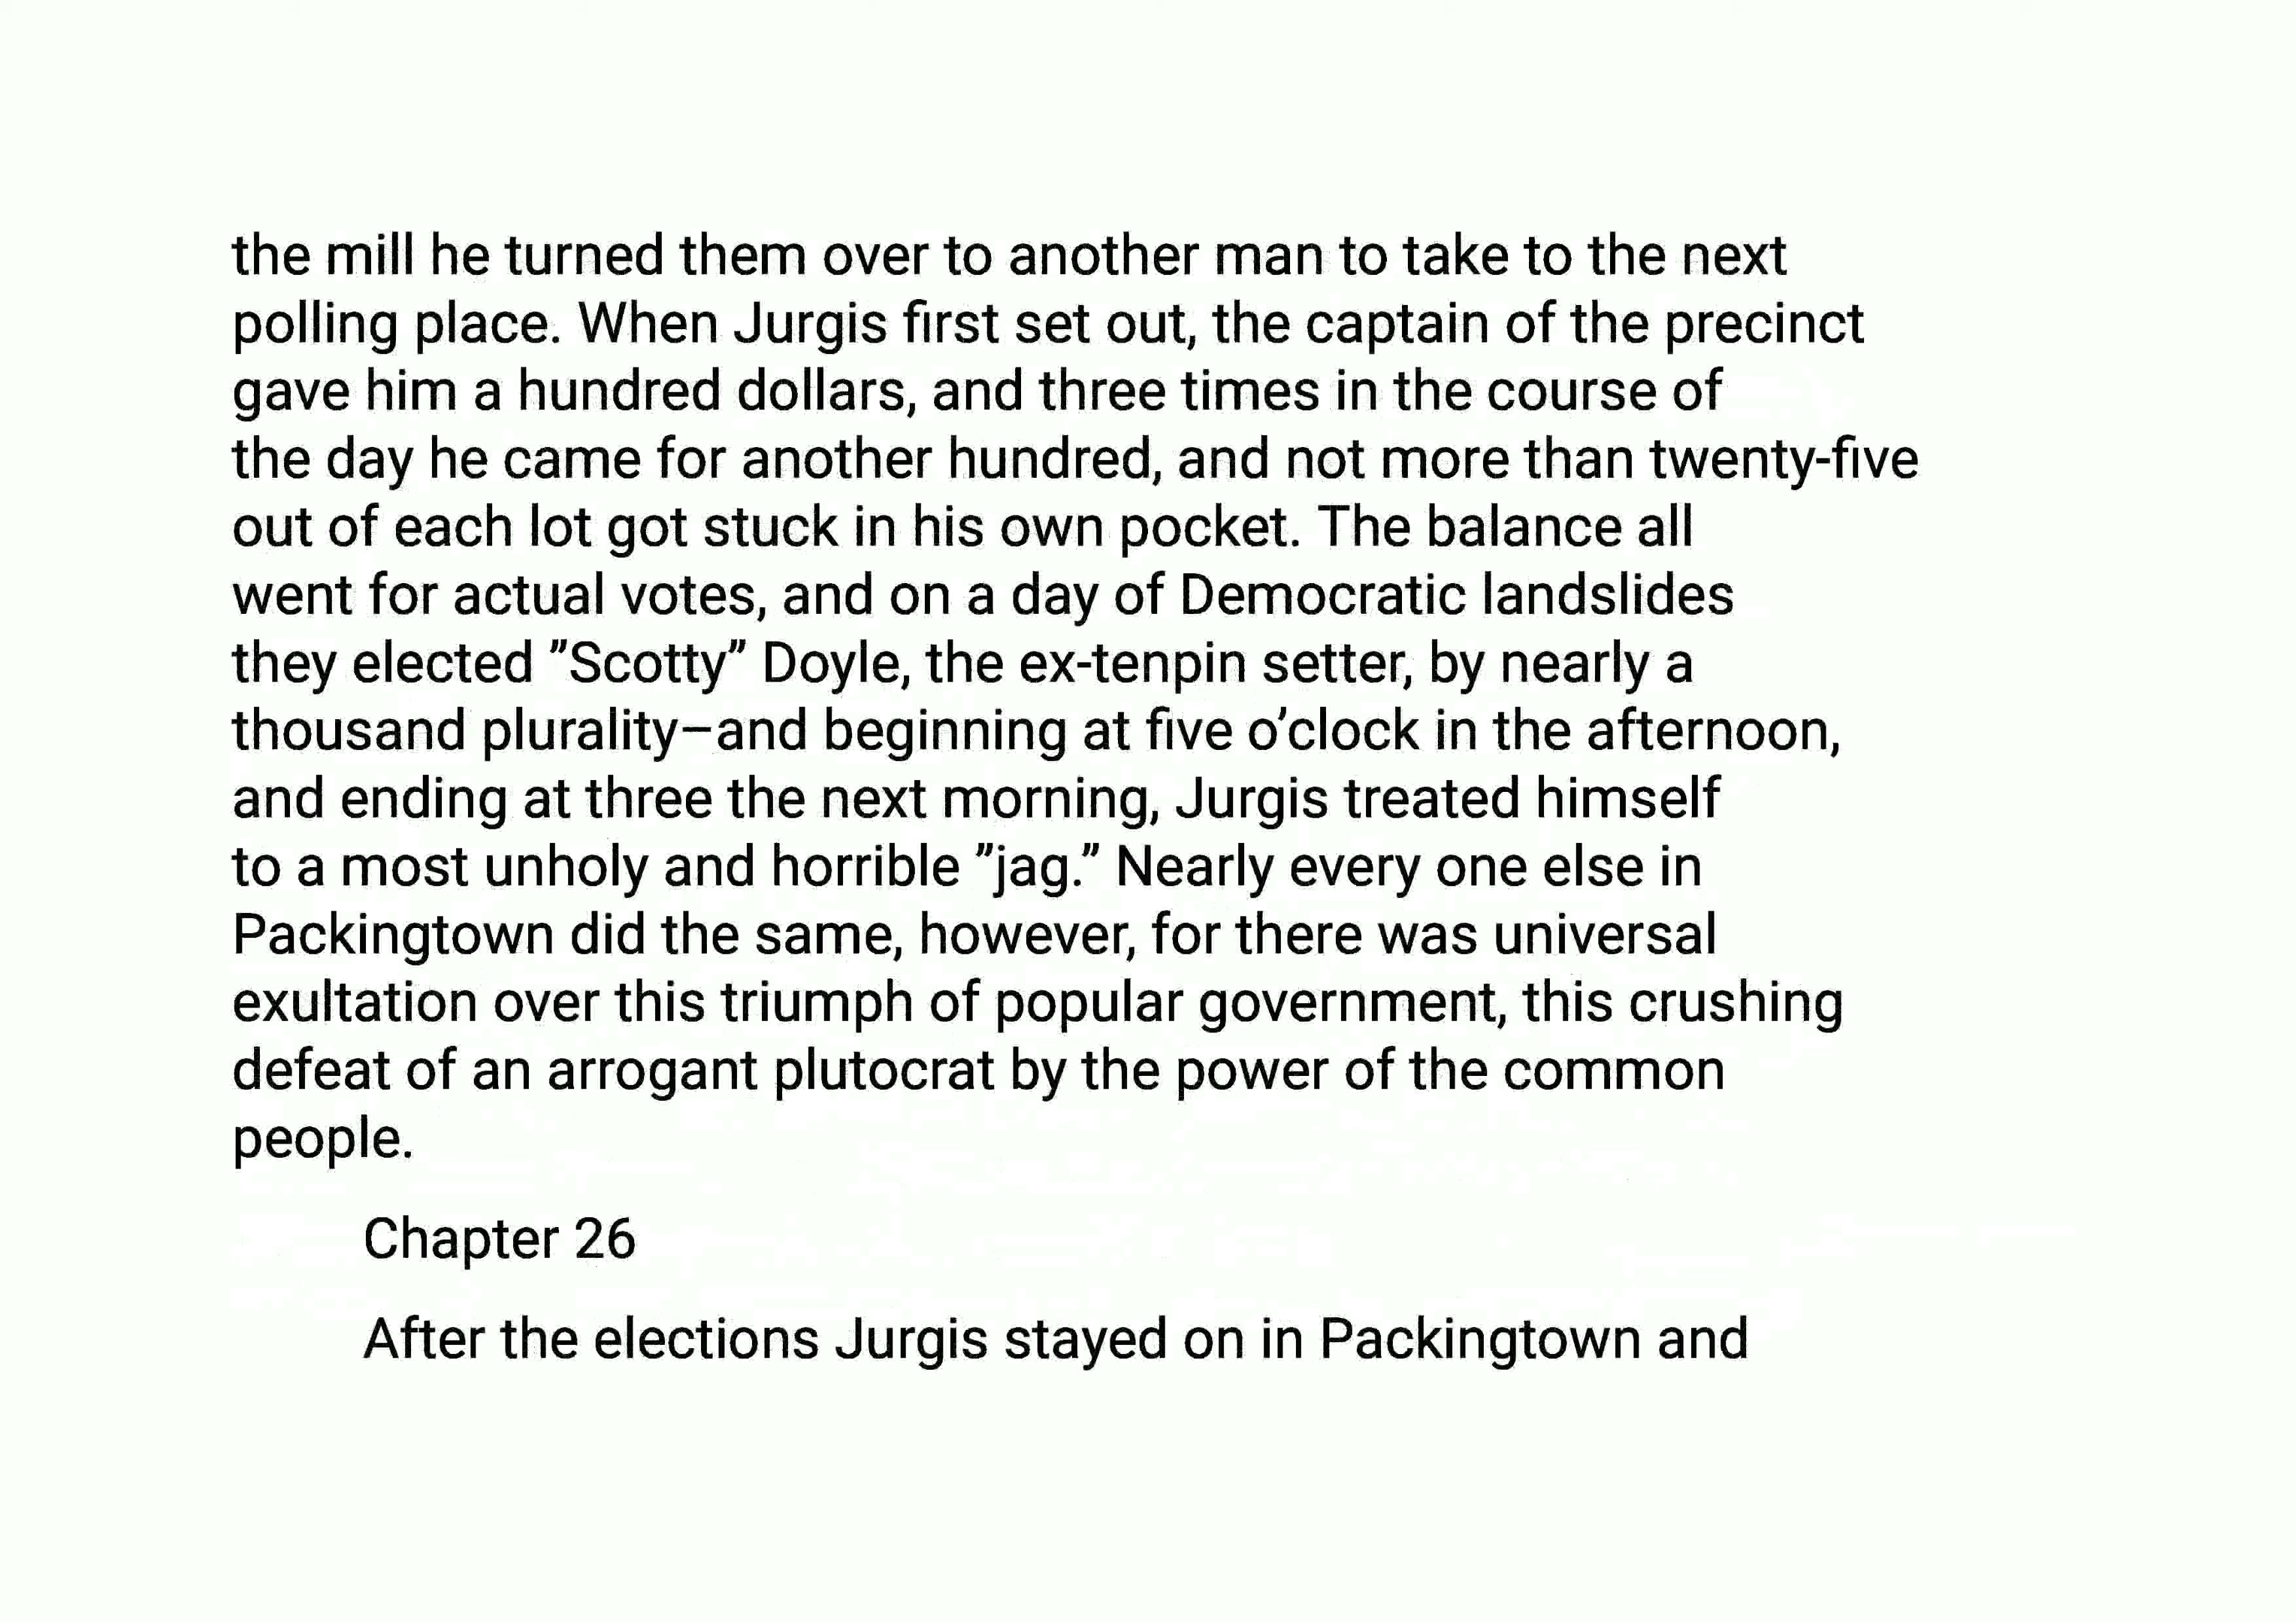 the mill he turned them over to another man to take to the next
polling place. When Jurgis first set out, the captain of the precinct
gave him a hundred dollars, and three times in the course of
the day he came for another hundred, and not more than twenty-five
out of each lot got stuck in his own pocket. The balance all
went for actual votes, and on a day of Democratic landslides
they elected ”Scotty” Doyle, the ex-tenpin setter, by nearly a
thousand plurality–and beginning at five o’clock in the afternoon,
and ending at three the next morning, Jurgis treated himself
to a most unholy and horrible ”jag.” Nearly every one else in
Packingtown did the same, however, for there was universal
exultation over this triumph of popular government, this crushing
defeat of an arrogant plutocrat by the power of the common
people.
Chapter 26
After the elections Jurgis stayed on in Packingtown and